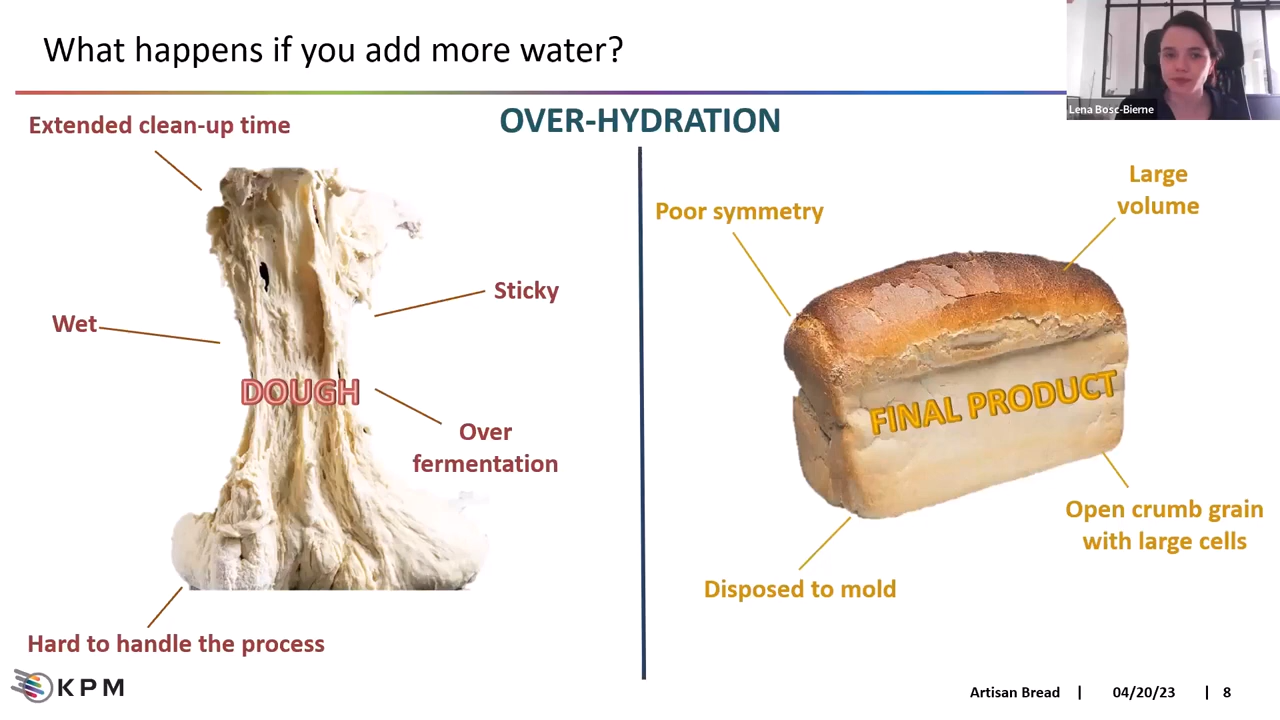 What happens if you add more water?
Lena Bosc-Bierne
OVER-HYDRATION
Extended clean-up time
Wet
Sticky
DOUGH
Over
fermentation
Hard to handle the process
Poor symmetry
Large
volume
FINAL PRODUCT
Open crumb grain
with large cells
Disposed to mold
KPM
Artisan Bread | 04/20/23 | 8